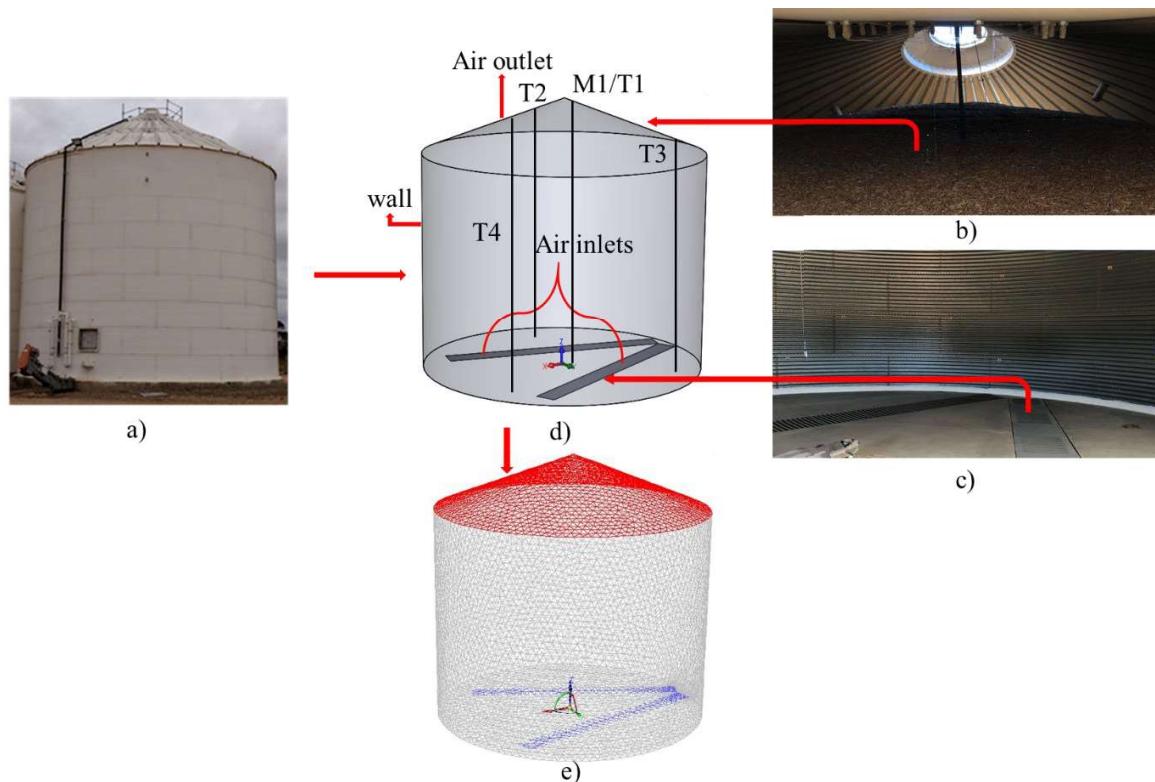 Air outlet
M1/T1
T2
T3
wall
T4
Air inlets
a)
b)
c)
d)
e)